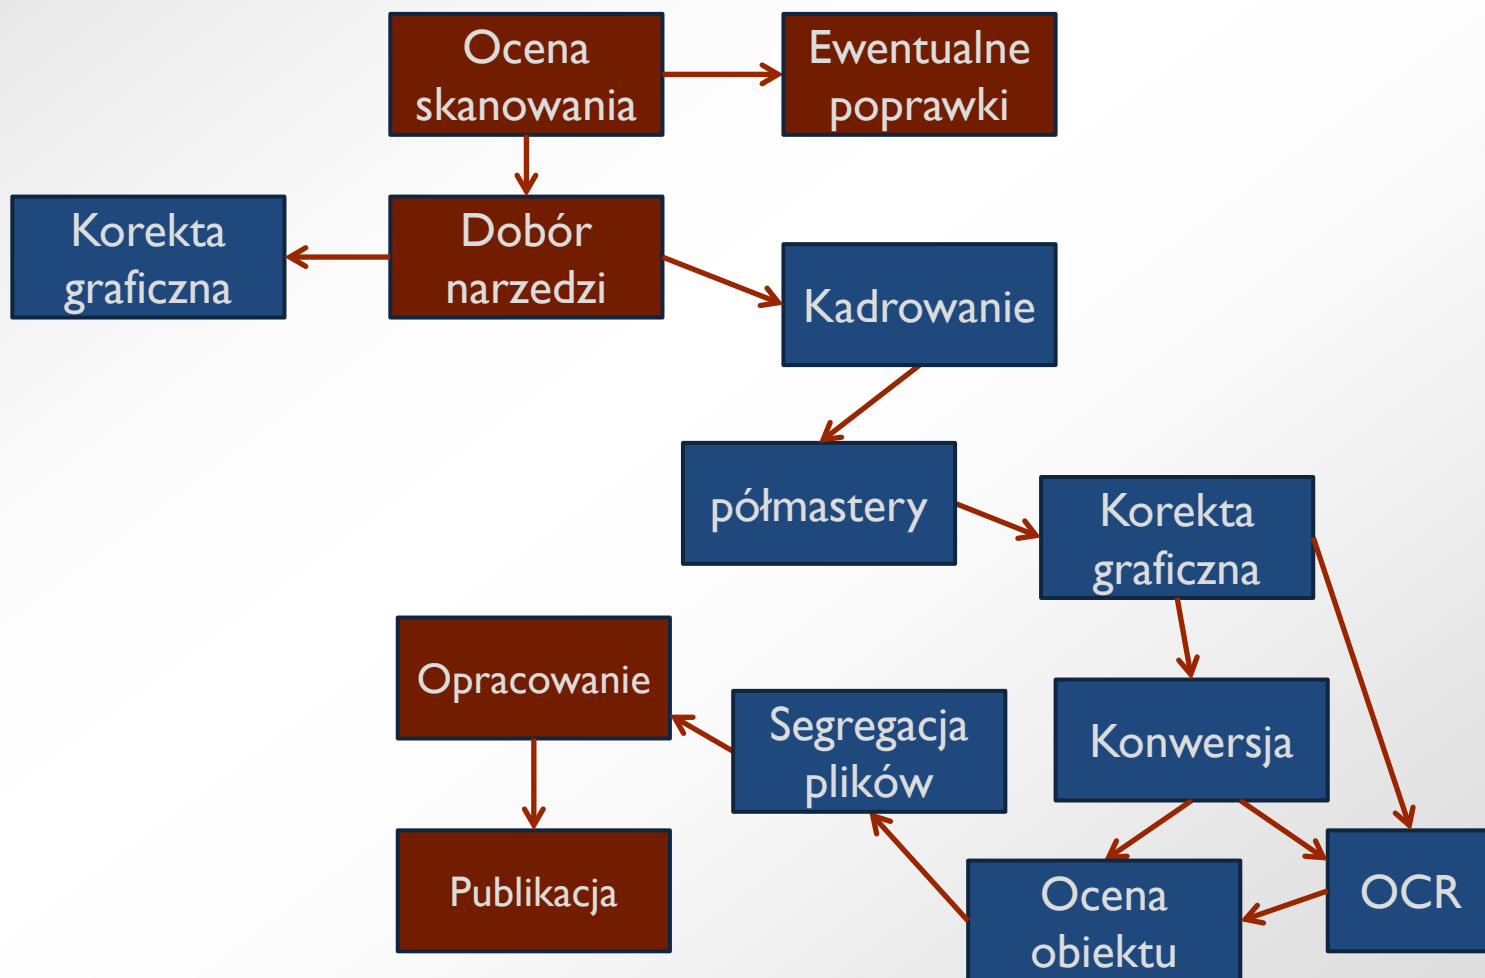 Ocena
skanowania
Ewentualne
poprawki
Korekta
graficzna
Dobór
narzedzi
Kadrowanie
półmastery
Korekta
graficzna
Opracowanie
Segregacja
plików
Konwersja
Publikacja
Ocena
obiektu
OCR